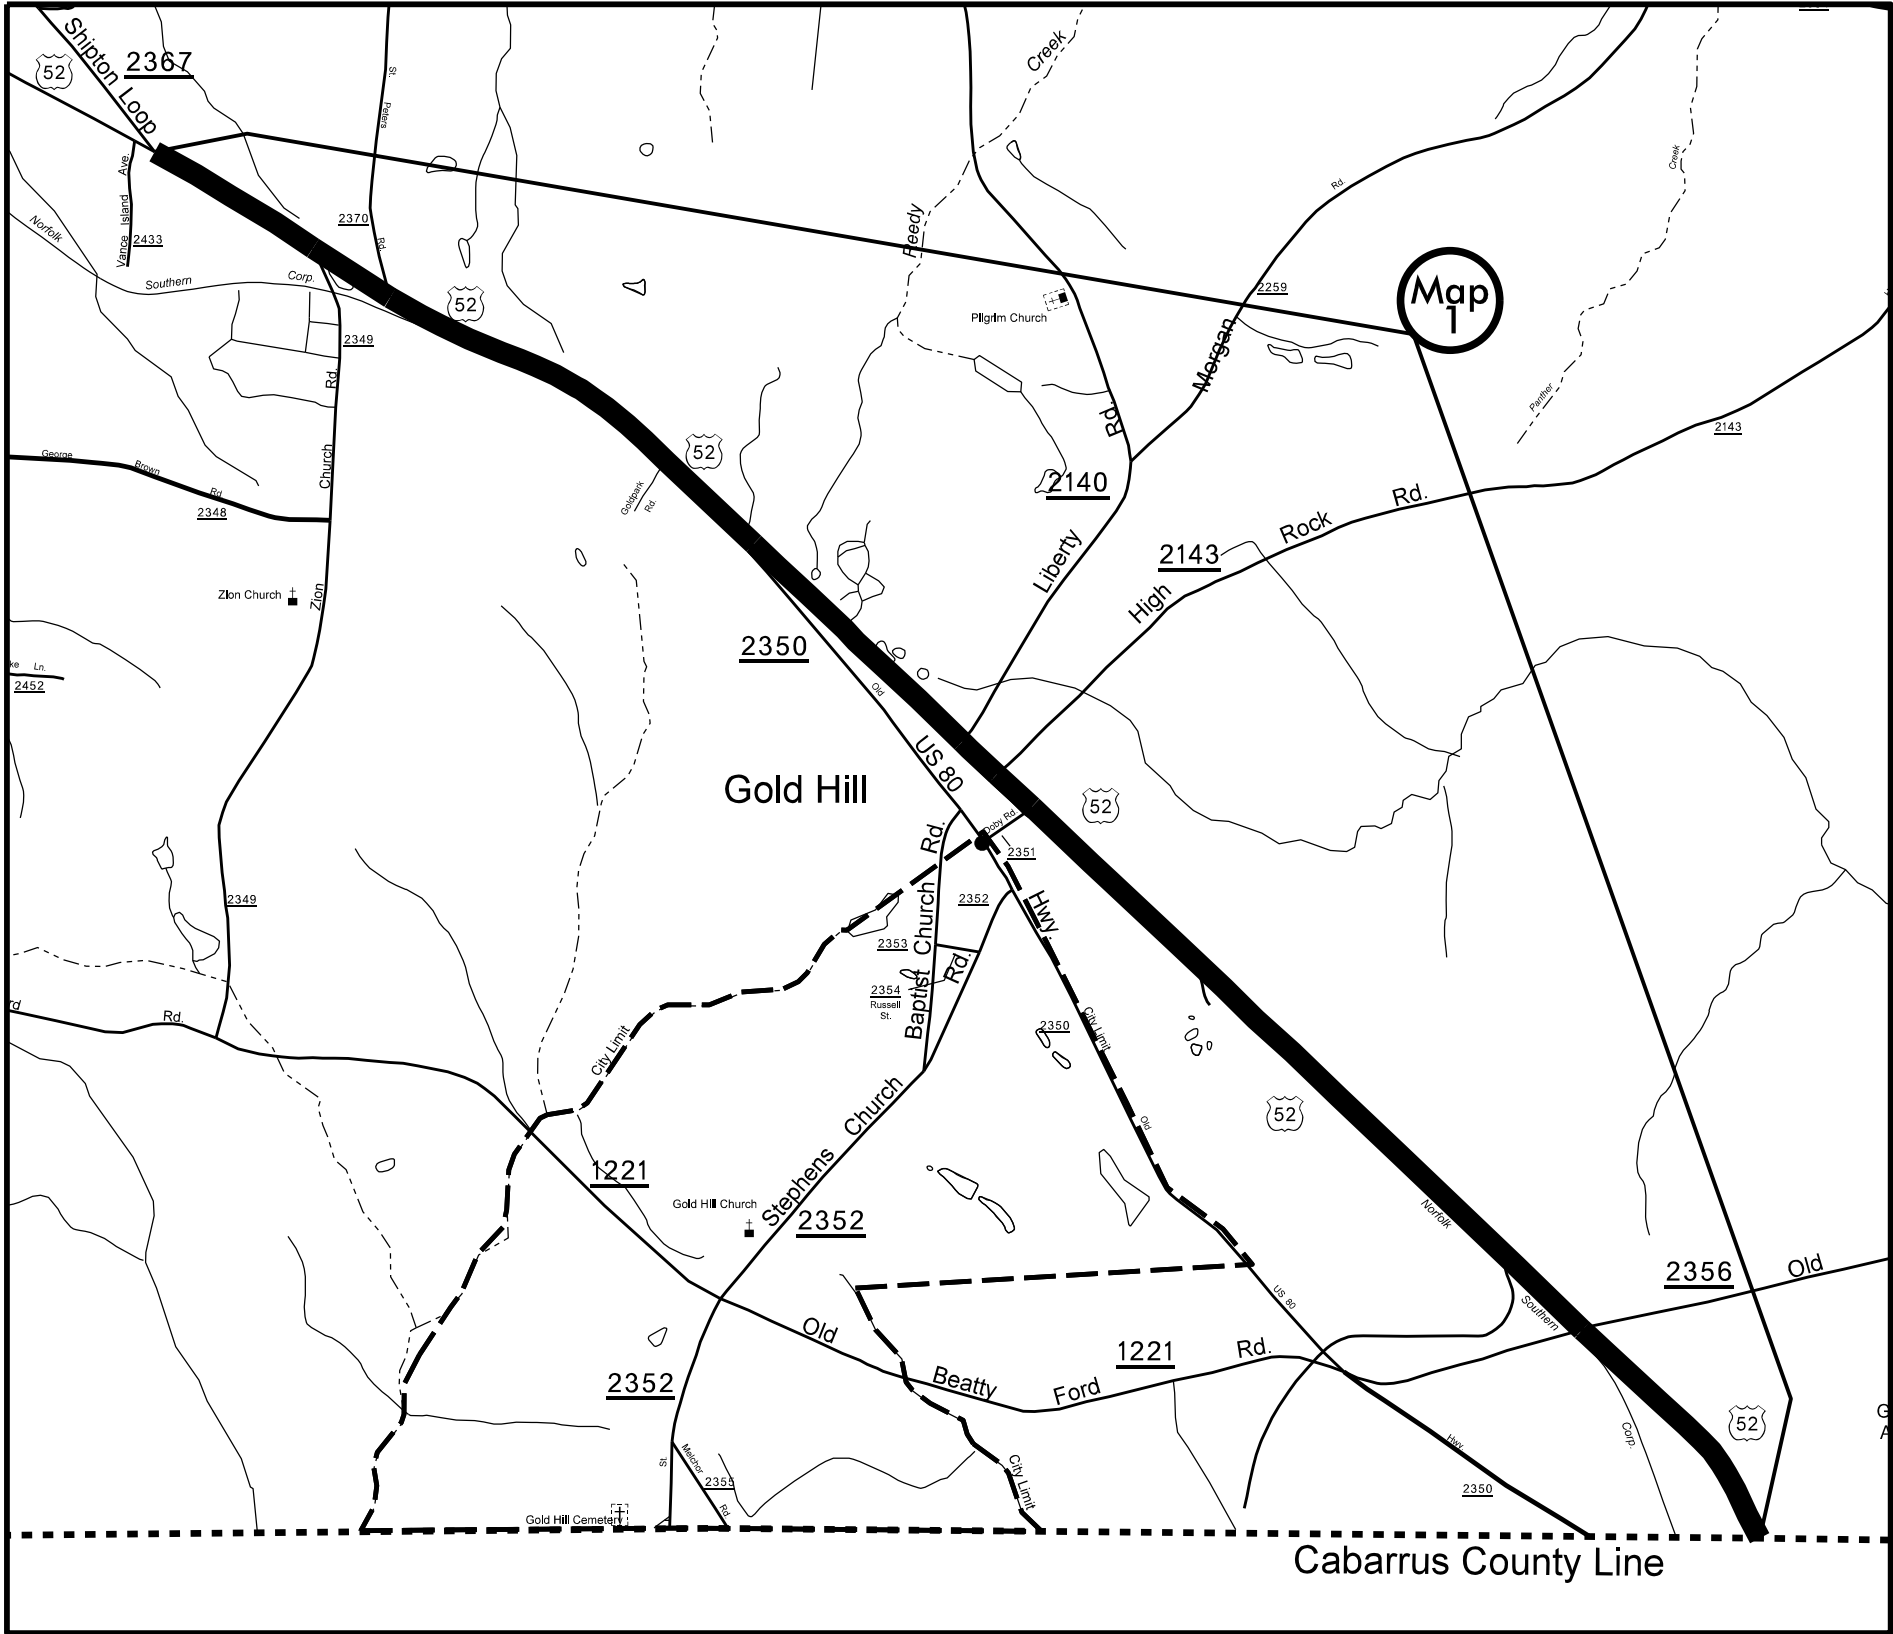 Shipton Loop
2367
52
St. Peters Rd.
2370
Vance Island Ave.
2433
Norfolk Southern Corp.
52
2349
Zion Church Rd.
George Brown Rd.
2348
Zion Church
Ln.
2452
2349
Rd.
Reedy Creek
Pilgrim Church
Morgan Rd.
2259
Map
1
Panther Creek
2143
52
Goldpark Rd.
Liberty Rd.
2140
High Rock Rd.
2143
2350
Old US 80 Hwy.
Gold Hill
52
Doby Rd.
2351
2352
2353
2354
Russell
St.
Baptist Church Rd.
2350
City Limit
City Limit
Old US 80 Hwy.
52
1221
Gold Hill Church
Stephens Church Rd.
2352
Norfolk Southern Corp.
2356
Old
Old Beatty Ford Rd.
1221
2352
St.
Melchor Rd.
2355
City Limit
Gold Hill Cemetery
2350
52
Cabarrus County Line